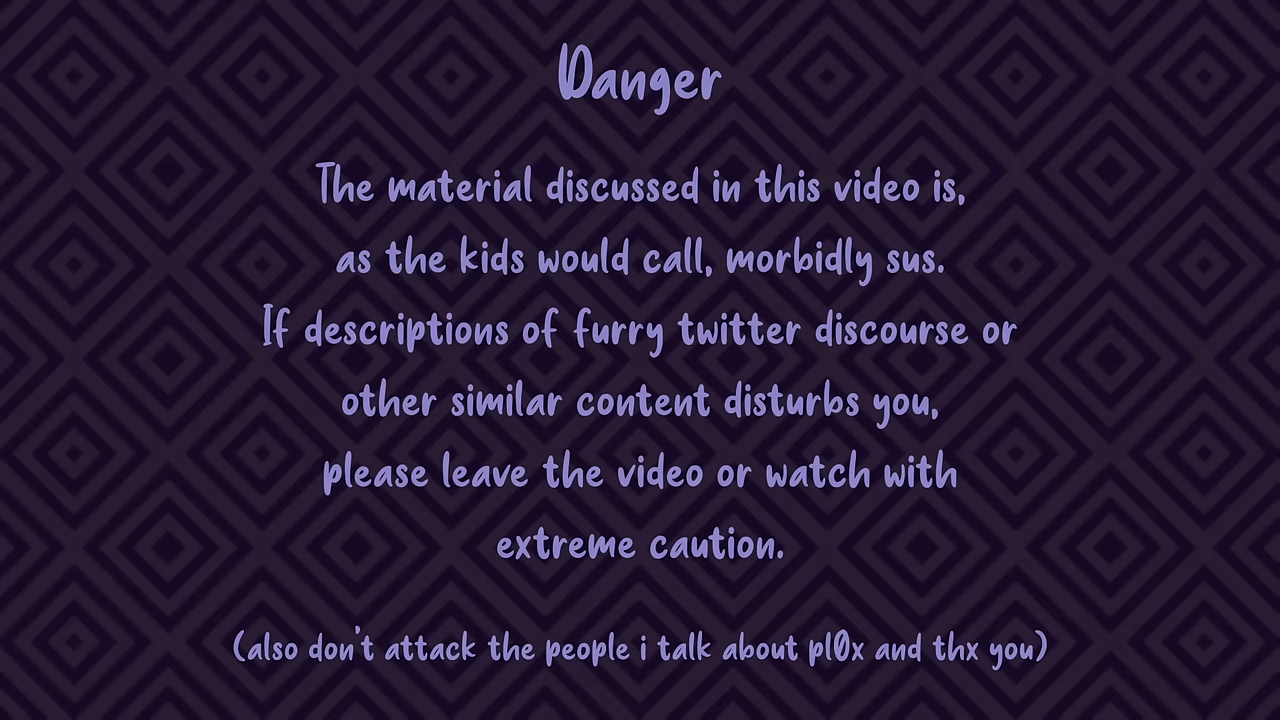 Danger
The material discussed in this video is,
as the kids would call, morbidly sus.
If descriptions of furry twitter discourse or
other similar content disturbs you,
please leave the video or watch with
extreme caution.
(also don't attack the people i talk about pl0x and thx you)